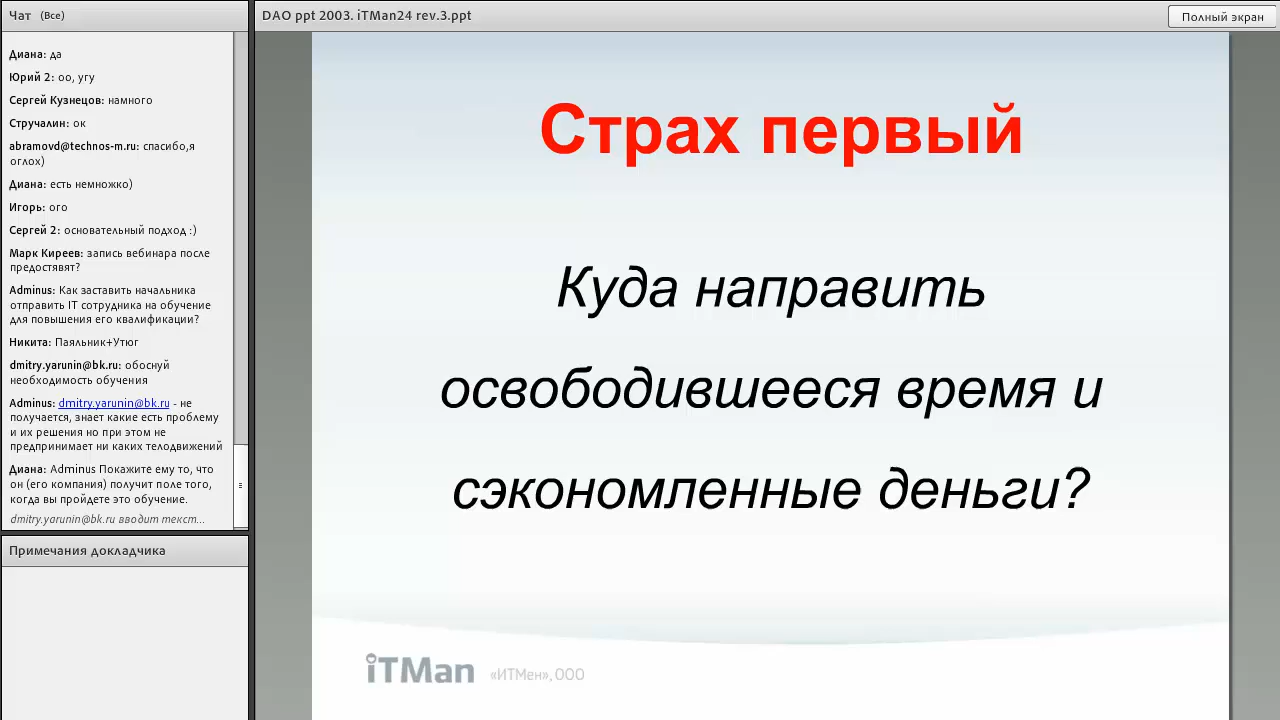 Чат (Все)
Диана: да
Юрий 2: оо, угу
Сергей Кузнецов: намного
Стручалин: ок
abramovd@technos-m.ru: спасибо,я
оглох)
Диана: есть немножко)
Игорь: ого
Сергей 2: основательный подход :)
Марк Киреев: запись вебинара после
предостявят?
Adminus: Как заставить начальника
отправить IT сотрудника на обучение
для повышения его квалификации?
Никита: Паяльник+Утюг
dmitry.yarunin@bk.ru: обоснуй
необходимость обучения
Adminus: dmitry.yarunin@bk.ru - не
получается, знает какие есть проблему
и их решения но при этом не
предпринимает ни каких телодвижений
Диана: Adminus Покажите ему то, что
он (его компания) получит поле того,
когда вы пройдете это обучение.
dmitry.yarunin@bk.ru вводит текст...
Примечания докладчика
DAO ppt 2003. iTMan24 rev.3.ppt
Полный экран
Страх первый
Куда направить
освободившееся время и
сэкономленные деньги?
iTMan «ИТМен», ООО